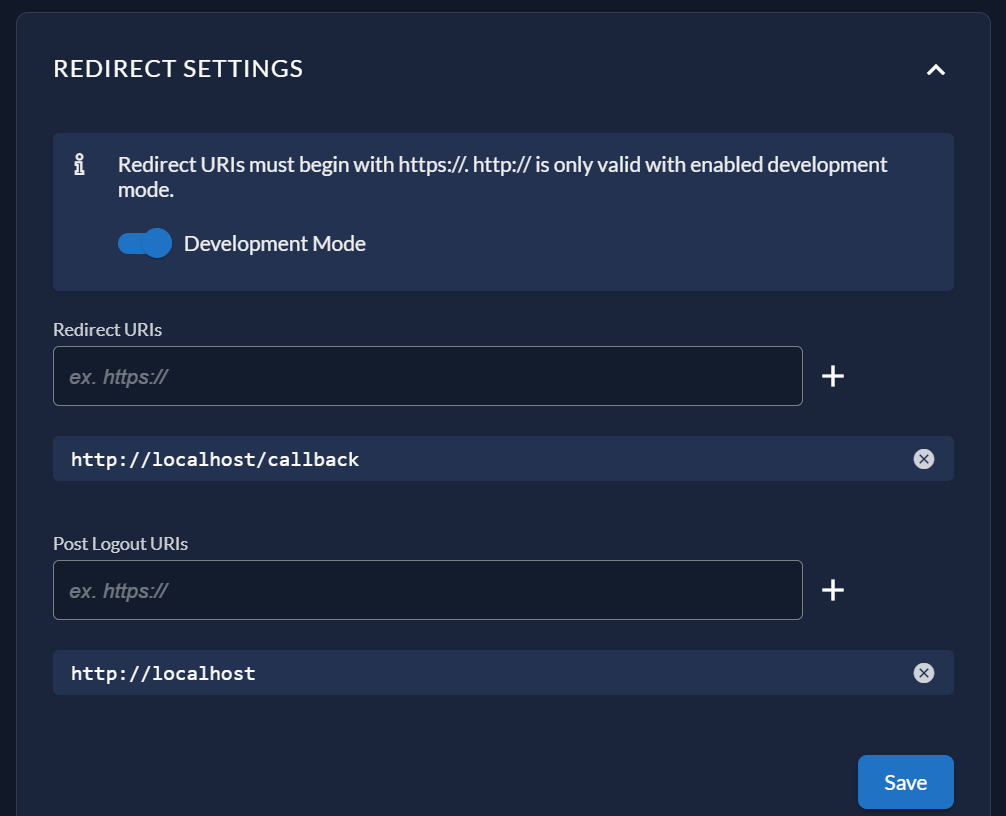 REDIRECT SETTINGS
Redirect URIs must begin with https://. http:// is only valid with enabled development
mode.
Development Mode
Redirect URIs
ex. https://
http://localhost/callback
Post Logout URIs
ex. https://
http://localhost
Save